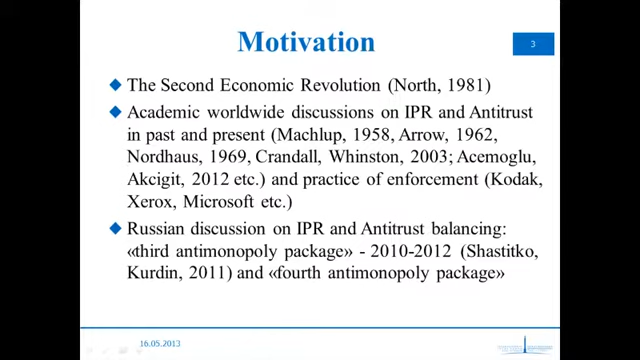 Motivation
3
The Second Economic Revolution (North, 1981)
Academic worldwide discussions on IPR and Antitrust
in past and present (Machlup, 1958, Arrow, 1962,
Nordhaus, 1969, Crandall, Whinston, 2003; Acemoglu,
Akcigit, 2012 etc.) and practice of enforcement (Kodak,
Xerox, Microsoft etc.)
Russian discussion on IPR and Antitrust balancing:
«third antimonopoly package» - 2010-2012 (Shastitko,
Kurdin, 2011) and «fourth antimonopoly package»
16.05.2013